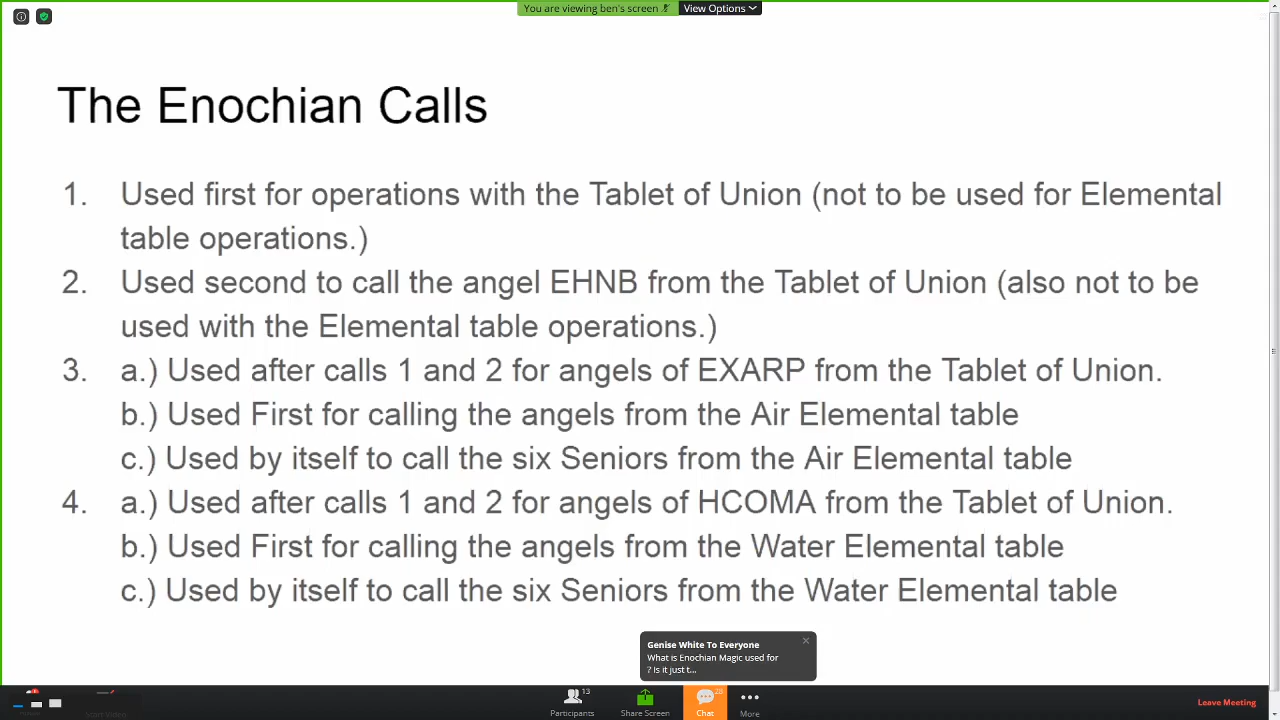 You are viewing ben's screen
View Options
The Enochian Calls
1. Used first for operations with the Tablet of Union (not to be used for Elemental
table operations.)
2. Used second to call the angel EHNB from the Tablet of Union (also not to be
used with the Elemental table operations.)
3. a.) Used after calls 1 and 2 for angels of EXARP from the Tablet of Union.
b.) Used First for calling the angels from the Air Elemental table
c.) Used by itself to call the six Seniors from the Air Elemental table
4. a.) Used after calls 1 and 2 for angels of HCOMA from the Tablet of Union.
b.) Used First for calling the angels from the Water Elemental table
c.) Used by itself to call the six Seniors from the Water Elemental table
Genise White To Everyone
What is Enochian Magic used for
? Is it just t...
13
Participants
Share Screen
Chat
More
Leave Meeting